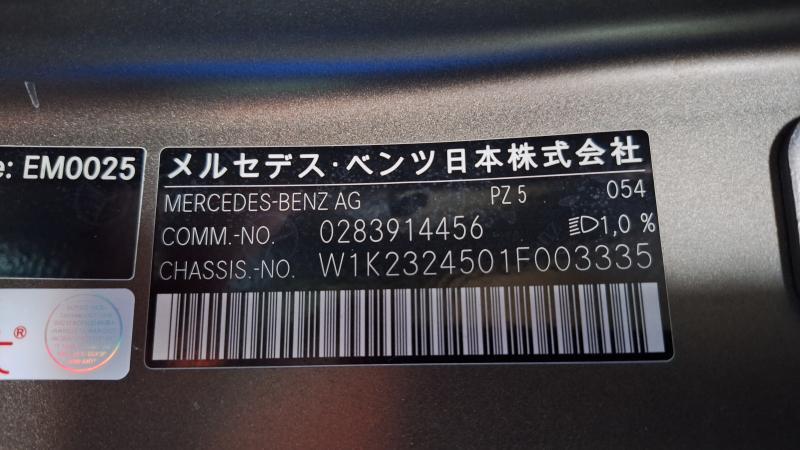 e: EM0025
メルセデス・ベンツ日本株式会社
MERCEDES-BENZ AG PZ 5 054
COMM.-NO. 0283914456 1,0 %
CHASSIS.-NO. W1K2324501F003335
®